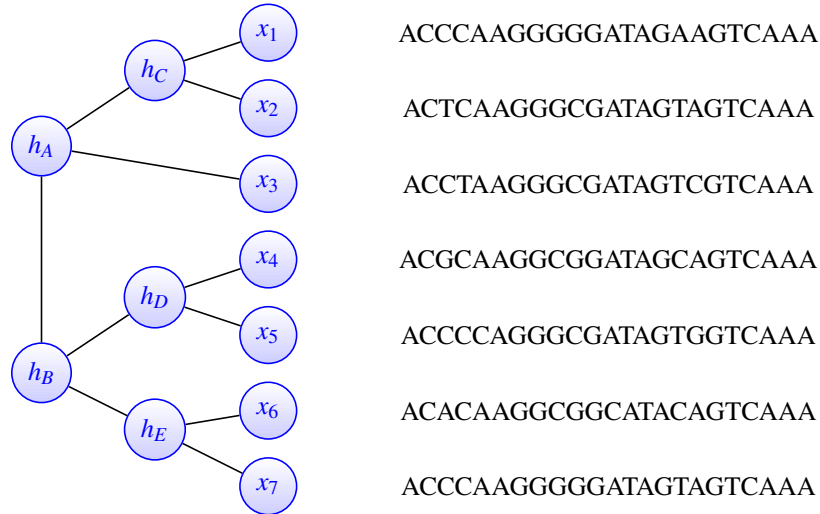 x1 ACCCAAGGGGGATAGAAGTCAAA
hC
x2 ACTCAAGGGCGATAGTAGTCAAA
hA
x3 ACCTAAGGGCGATAGTCGTCAAA
x4 ACGCAAGGCGGATAGCAGTCAAA
hD
x5 ACCCCAGGGCGATAGTGGTCAAA
hB
x6 ACACAAGGCGGCATACAGTCAAA
hE
x7 ACCCAAGGGGGATAGTAGTCAAA